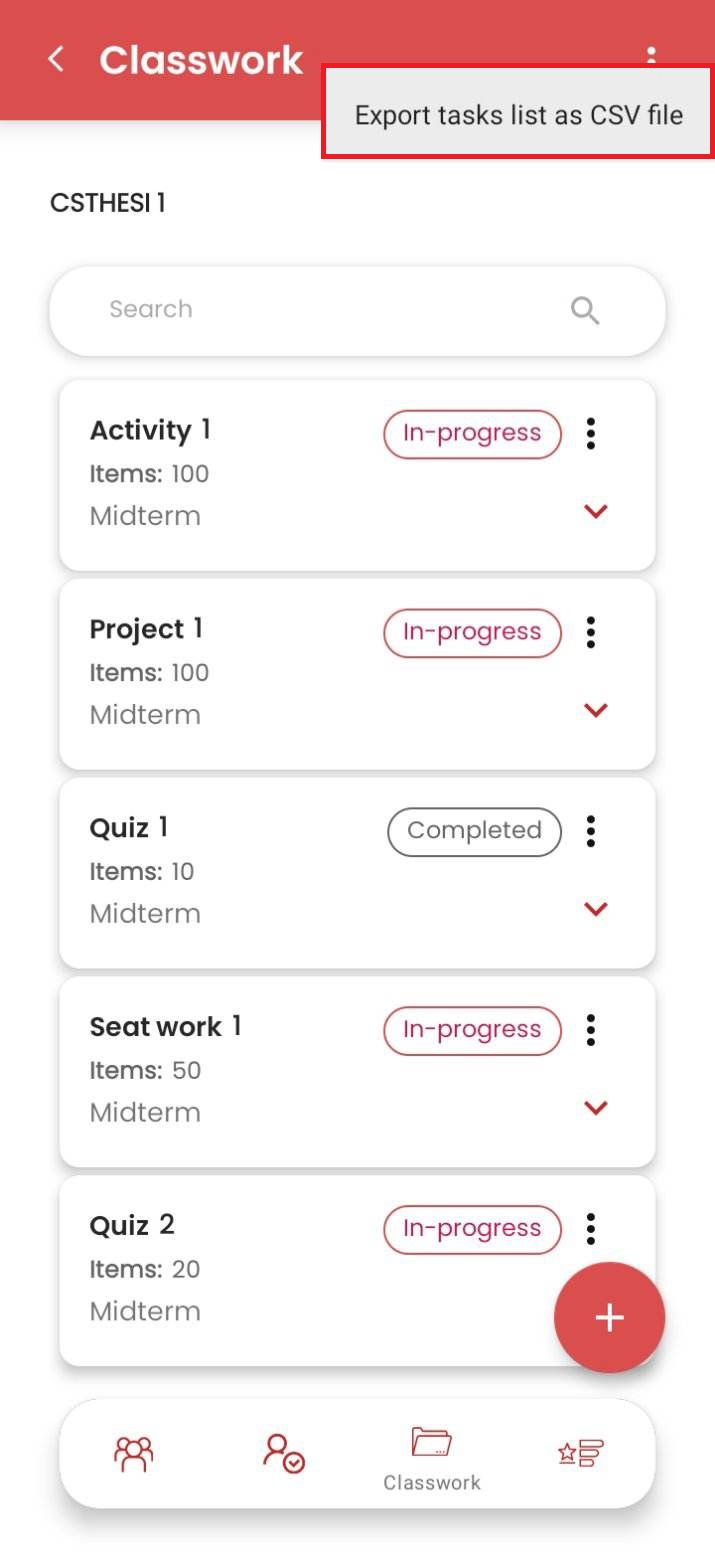 Classwork
Export tasks list as CSV file
CSTHESI 1
Search
Activity 1
In-progress
Items: 100
Midterm
Project 1
In-progress
Items: 100
Midterm
Quiz 1
Completed
Items: 10
Midterm
Seat work 1
In-progress
Items: 50
Midterm
Quiz 2
In-progress
Items: 20
Midterm
Classwork